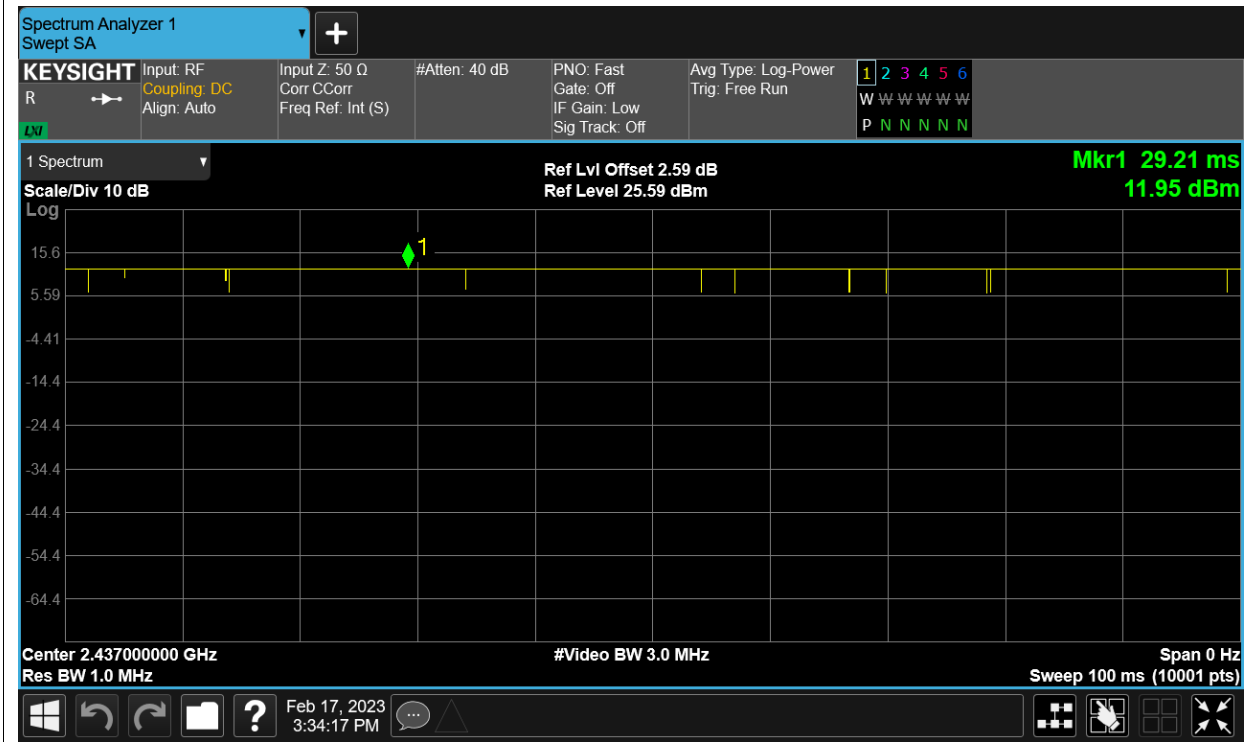 Spectrum Analyzer 1
Swept SA
KEYSIGHT
R
LXI
Input: RF
Coupling: DC
Align: Auto
Input Z: 50 Ω
Corr CCorr
Freq Ref: Int (S)
#Atten: 40 dB
PNO: Fast
Gate: Off
IF Gain: Low
Sig Track: Off
Avg Type: Log-Power
Trig: Free Run
1 2 3 4 5 6
W W W W W W
P N N N N N
1 Spectrum
Scale/Div 10 dB
Log
Ref Lvl Offset 2.59 dB
Ref Level 25.59 dBm
Mkr1 29.21 ms
11.95 dBm
1
15.6
5.59
-4.41
-14.4
-24.4
-34.4
-44.4
-54.4
-64.4
Center 2.437000000 GHz
Res BW 1.0 MHz
#Video BW 3.0 MHz
Span 0 Hz
Sweep 100 ms (10001 pts)
?
Feb 17, 2023
3:34:17 PM